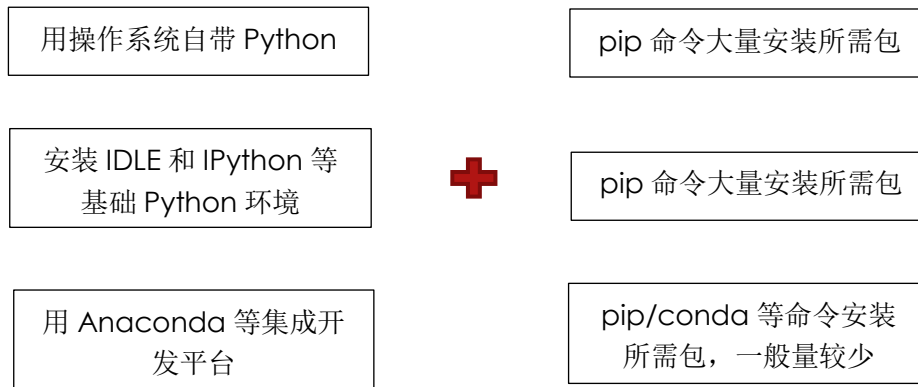 用操作系统自带 Python
pip 命令大量安装所需包
安装 IDLE 和 IPython 等
基础 Python 环境
pip 命令大量安装所需包
用 Anaconda 等集成开
发平台
pip/conda 等命令安装
所需包，一般量较少